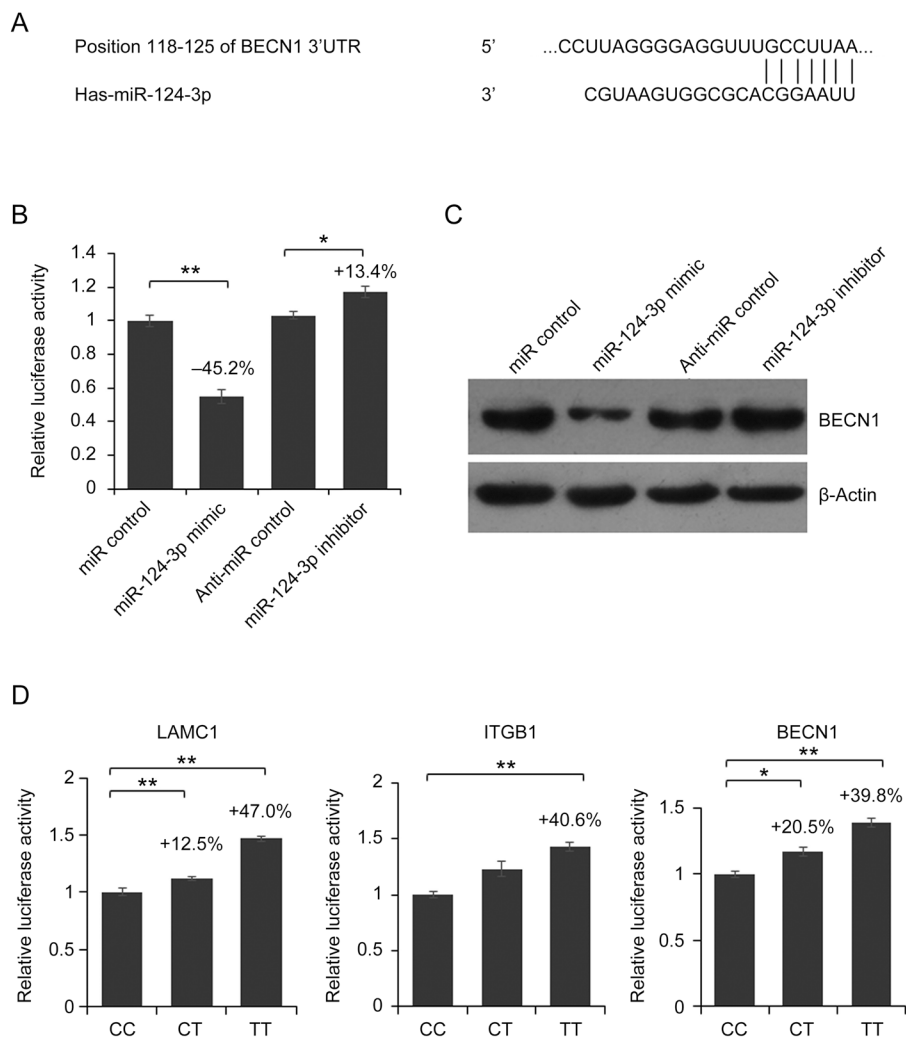 A
Position 118-125 of BECN1 3’UTR 5’ ...CCUUAGGGGAGGUUUGCCUUAA...
Has-miR-124-3p 3’ CGUAAGUGGCGCACGGAAUU
B
Relative luciferase activity
1.4
1.2
1
0.8
0.6
0.4
0.2
0
**
*
–45.2%
+13.4%
miR control
miR-124-3p mimic
Anti-miR control
miR-124-3p inhibitor
C
miR control
miR-124-3p mimic
Anti-miR control
miR-124-3p inhibitor
BECN1
β-Actin
D
LAMC1
Relative luciferase activity
2
1.5
1
0.5
0
**
**
+12.5%
+47.0%
CC CT TT
ITGB1
Relative luciferase activity
2
1.5
1
0.5
0
**
+40.6%
CC CT TT
BECN1
Relative luciferase activity
1.5
1
0.5
0
**
*
+20.5%
+39.8%
CC CT TT